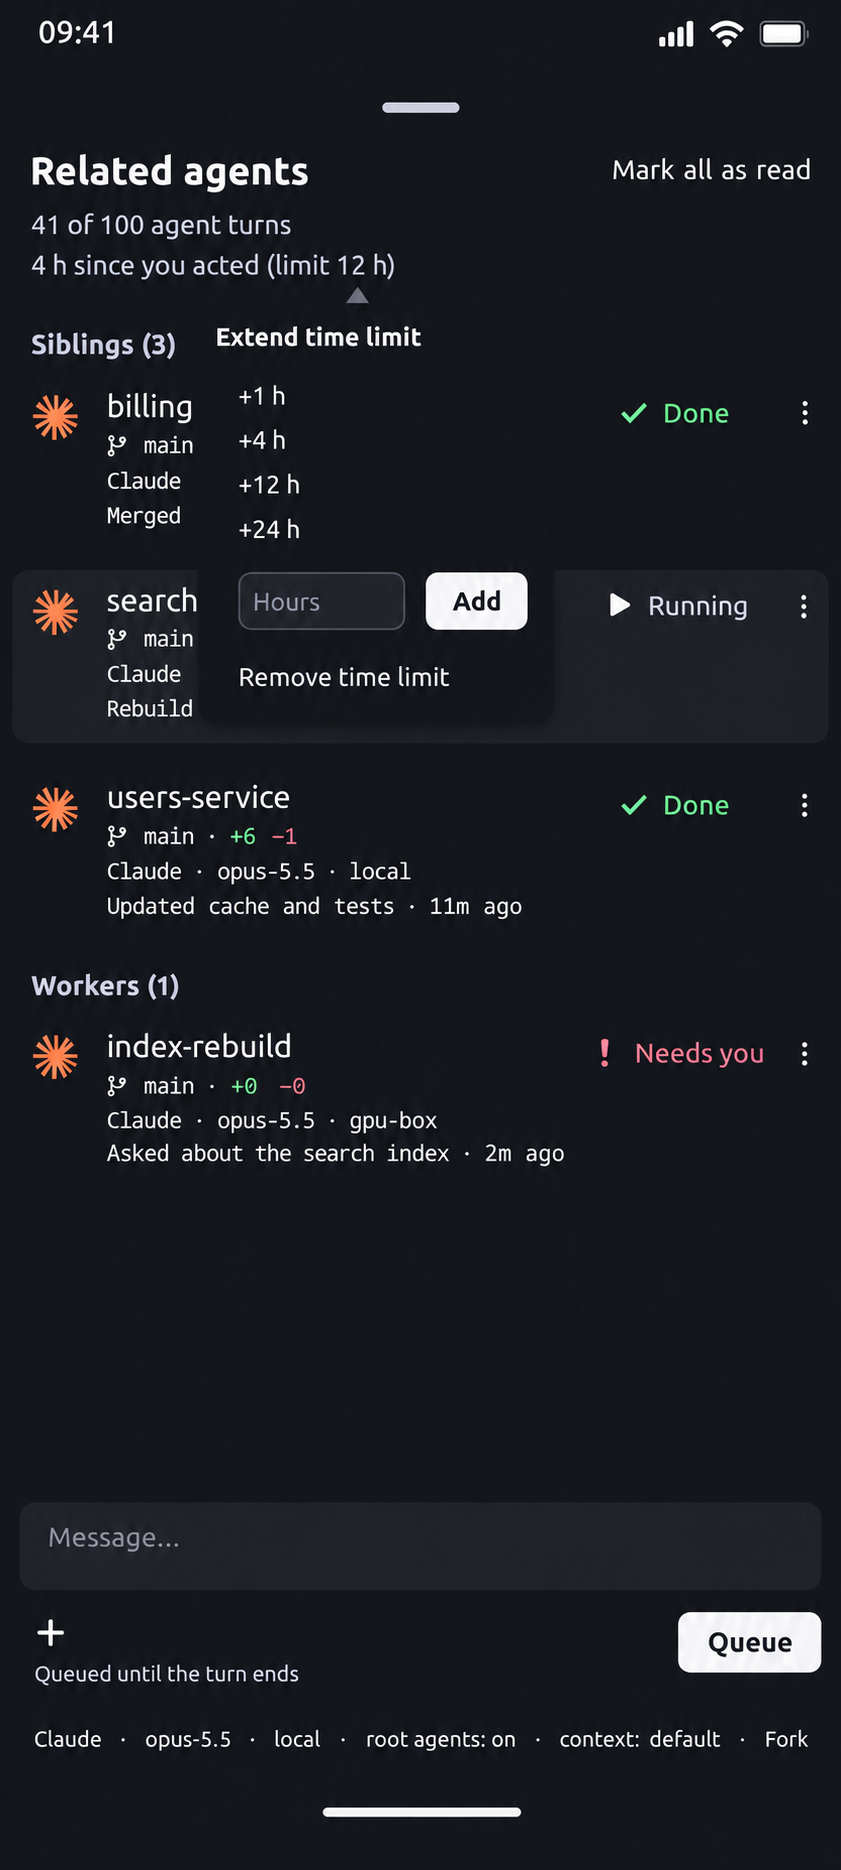 09:41
Related agents
Mark all as read
41 of 100 agent turns
4 h since you acted (limit 12 h)
Siblings (3)
Extend time limit
+1 h
+4 h
+12 h
+24 h
Hours
Add
Remove time limit
billing
main
Claude
Merged
Done
search
main
Claude
Rebuild
Running
users-service
Done
main · +6 −1
Claude · opus-5.5 · local
Updated cache and tests · 11m ago
Workers (1)
index-rebuild
! Needs you
main · +0 −0
Claude · opus-5.5 · gpu-box
Asked about the search index · 2m ago
Message...
+
Queue
Queued until the turn ends
Claude · opus-5.5 · local · root agents: on · context: default · Fork